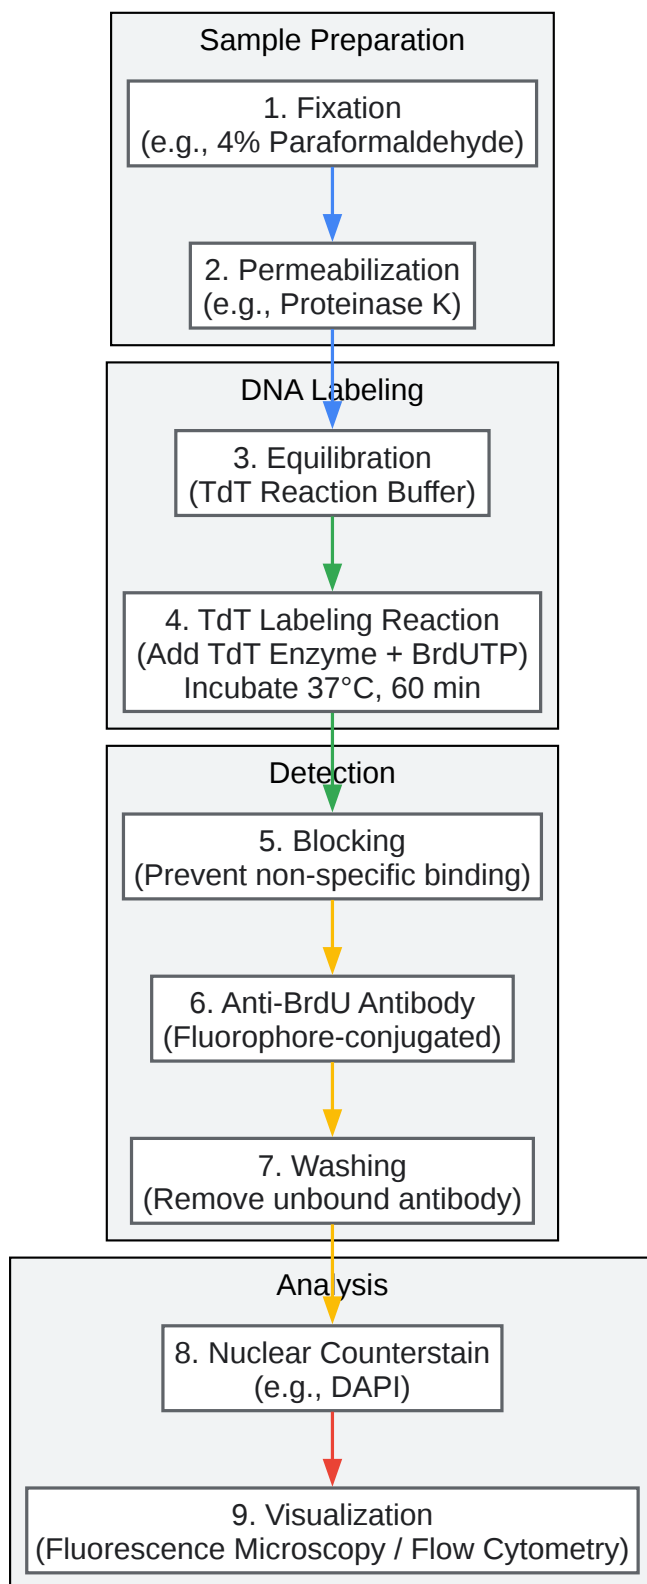 Sample Preparation
1. Fixation
(e.g., 4% Paraformaldehyde)
2. Permeabilization
(e.g., Proteinase K)
DNA Labeling
3. Equilibration
(TdT Reaction Buffer)
4. TdT Labeling Reaction
(Add TdT Enzyme + BrdUTP)
Incubate 37°C, 60 min
Detection
5. Blocking
(Prevent non-specific binding)
6. Anti-BrdU Antibody
(Fluorophore-conjugated)
7. Washing
(Remove unbound antibody)
Analysis
8. Nuclear Counterstain
(e.g., DAPI)
9. Visualization
(Fluorescence Microscopy / Flow Cytometry)